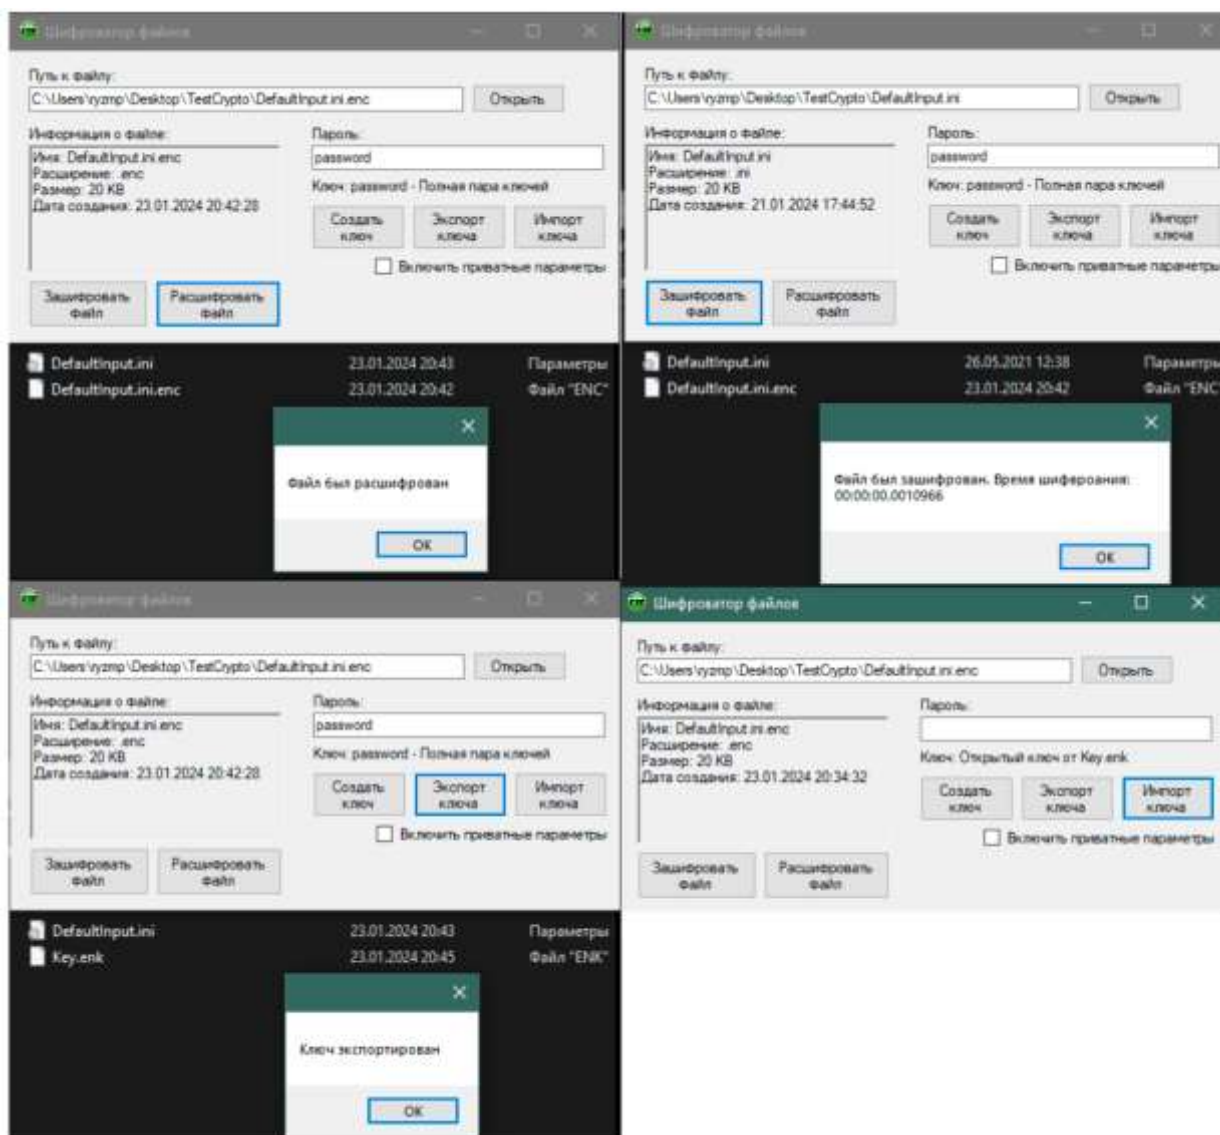 Шифроватор файлов
Путь к файлу:
C:\Users\vyzmp\Desktop\TestCrypto\DefaultInput.ini.enc
Открыть
Информация о файле:
Имя: DefaultInput.ini.enc
Расширение: .enc
Размер: 20 KB
Дата создания: 23.01.2024 20:42:28
Пароль:
password
Ключ: password - Полная пара ключей
Создать
ключ
Экспорт
ключа
Импорт
ключа
Включить приватные параметры
Зашифровать
файл
Расшифровать
файл
DefaultInput.ini 23.01.2024 20:43 Параметры
DefaultInput.ini.enc 23.01.2024 20:42 Файл "ENC"
Файл был расшифрован
OK
Шифроватор файлов
Путь к файлу:
C:\Users\vyzmp\Desktop\TestCrypto\DefaultInput.ini
Открыть
Информация о файле:
Имя: DefaultInput.ini
Расширение: .ini
Размер: 20 KB
Дата создания: 21.01.2024 17:44:52
Пароль:
password
Ключ: password - Полная пара ключей
Создать
ключ
Экспорт
ключа
Импорт
ключа
Включить приватные параметры
Зашифровать
файл
Расшифровать
файл
DefaultInput.ini 26.05.2021 12:38 Параметры
DefaultInput.ini.enc 23.01.2024 20:42 Файл "ENC"
Файл был зашифрован. Время шифероания:
00:00:00.0010966
OK
Шифроватор файлов
Путь к файлу:
C:\Users\vyzmp\Desktop\TestCrypto\DefaultInput.ini.enc
Открыть
Информация о файле:
Имя: DefaultInput.ini.enc
Расширение: .enc
Размер: 20 KB
Дата создания: 23.01.2024 20:42:28
Пароль:
password
Ключ: password - Полная пара ключей
Создать
ключ
Экспорт
ключа
Импорт
ключа
Включить приватные параметры
Зашифровать
файл
Расшифровать
файл
DefaultInput.ini 23.01.2024 20:43 Параметры
Key.enk 23.01.2024 20:45 Файл "ENK"
Ключ экспортирован
OK
Шифроватор файлов
Путь к файлу:
C:\Users\vyzmp\Desktop\TestCrypto\DefaultInput.ini.enc
Открыть
Информация о файле:
Имя: DefaultInput.ini.enc
Расширение: .enc
Размер: 20 KB
Дата создания: 23.01.2024 20:34:32
Пароль:
Ключ: Открытый ключ от Key.enk
Создать
ключ
Экспорт
ключа
Импорт
ключа
Включить приватные параметры
Зашифровать
файл
Расшифровать
файл